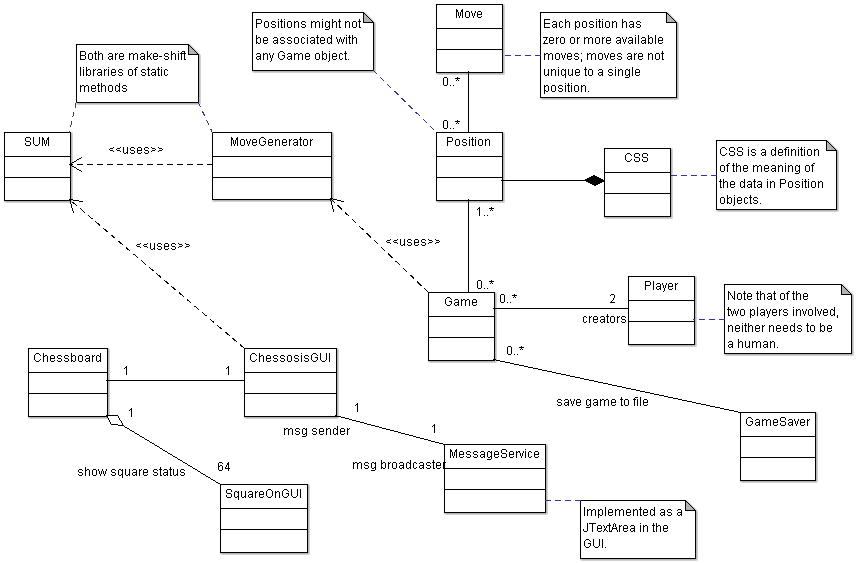 Move
Positions might not
be associated with
any Game object.
Each position has
zero or more available
moves; moves are not
unique to a single
position.
Both are make-shift
libraries of static
methods
0..*
0..*
SUM
<<uses>>
MoveGenerator
Position
CSS
CSS is a definition
of the meaning of
the data in Position
objects.
1..*
<<uses>>
<<uses>>
0..*
Game
0..*
2
creators
Player
Note that of the
two players involved,
neither needs to be
a human.
0..*
Chessboard
1
1
ChessosisGUI
save game to file
GameSaver
1
1
msg sender
1
msg broadcaster
MessageService
show square status
64
SquareOnGUI
Implemented as a
JTextArea in the
GUI.